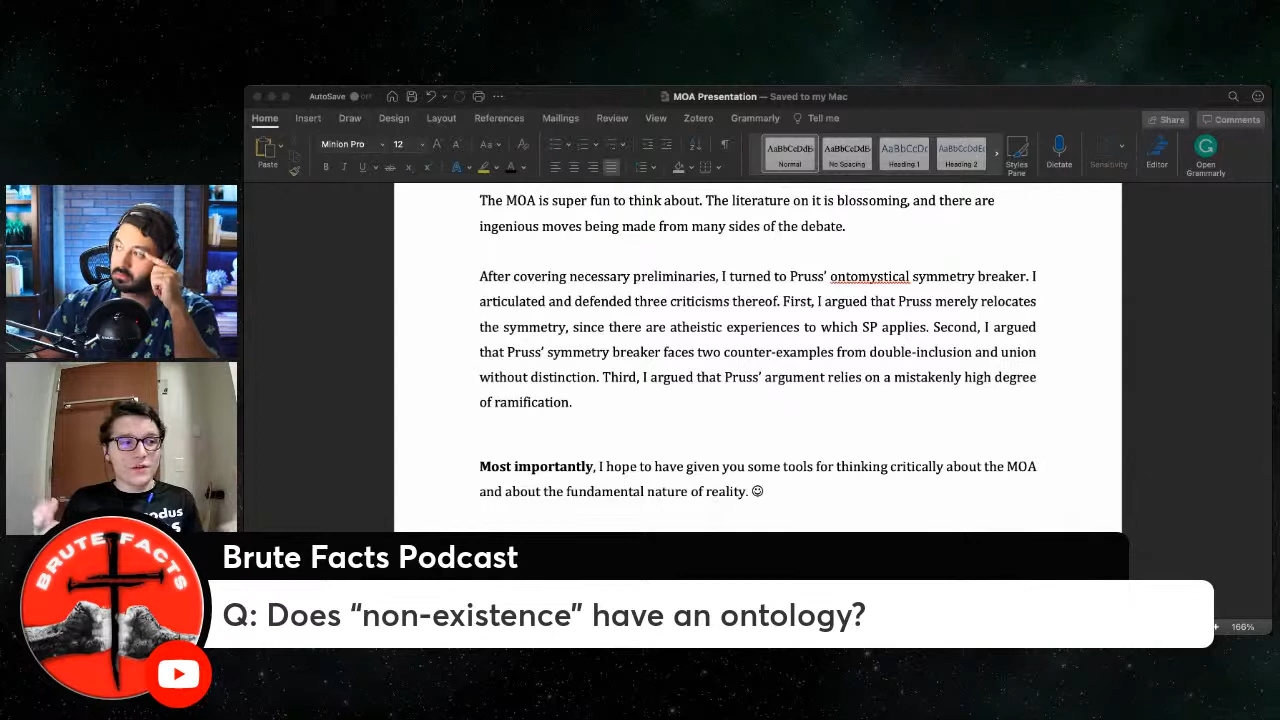 AutoSave OFF
MOA Presentation — Saved to my Mac
Home Insert Draw Design Layout References Mailings Review View Zotero Grammarly Tell me
Share Comments
Paste
Minion Pro 12
AaBbCcDdE AaBbCcDdE AaBbCcDc AaBbCcDdE
Normal No Spacing Heading 1 Heading 2
Styles Pane
Dictate
Sensitivity
Editor
Open Grammarly
The MOA is super fun to think about. The literature on it is blossoming, and there are
ingenious moves being made from many sides of the debate.
After covering necessary preliminaries, I turned to Pruss' ontomystical symmetry breaker. I
articulated and defended three criticisms thereof. First, I argued that Pruss merely relocates
the symmetry, since there are atheistic experiences to which SP applies. Second, I argued
that Pruss' symmetry breaker faces two counter-examples from double-inclusion and union
without distinction. Third, I argued that Pruss' argument relies on a mistakenly high degree
of ramification.
Most importantly, I hope to have given you some tools for thinking critically about the MOA
and about the fundamental nature of reality. ☺
BRUTE FACTS
Brute Facts Podcast
Q: Does “non-existence” have an ontology?
166%